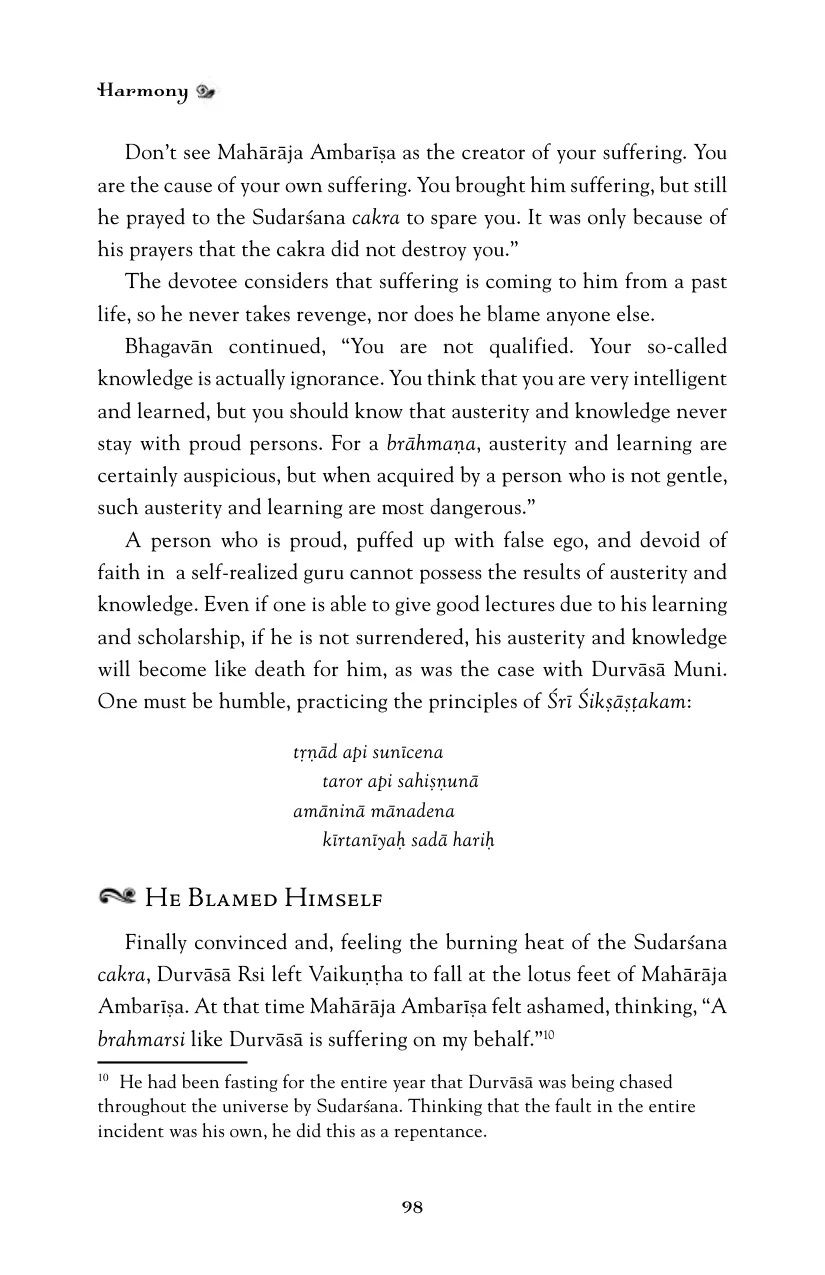 Harmony
Don’t see Mahārāja Ambarīṣa as the creator of your suffering. You
are the cause of your own suffering. You brought him suffering, but still
he prayed to the Sudarśana cakra to spare you. It was only because of
his prayers that the cakra did not destroy you.”
The devotee considers that suffering is coming to him from a past
life, so he never takes revenge, nor does he blame anyone else.
Bhagavān continued, “You are not qualified. Your so-called
knowledge is actually ignorance. You think that you are very intelligent
and learned, but you should know that austerity and knowledge never
stay with proud persons. For a brāhmaṇa, austerity and learning are
certainly auspicious, but when acquired by a person who is not gentle,
such austerity and learning are most dangerous.”
A person who is proud, puffed up with false ego, and devoid of
faith in a self-realized guru cannot possess the results of austerity and
knowledge. Even if one is able to give good lectures due to his learning
and scholarship, if he is not surrendered, his austerity and knowledge
will become like death for him, as was the case with Durvāsā Muni.
One must be humble, practicing the principles of Śrī Śikṣāṣṭakam:
tṛṇād api sunīcena
taror api sahiṣṇunā
amāninā mānadena
kīrtanīyaḥ sadā hariḥ
He Blamed Himself
Finally convinced and, feeling the burning heat of the Sudarśana
cakra, Durvāsā Rsi left Vaikuṇṭha to fall at the lotus feet of Mahārāja
Ambarīṣa. At that time Mahārāja Ambarīṣa felt ashamed, thinking, “A
brahmarsi like Durvāsā is suffering on my behalf.”10
10 He had been fasting for the entire year that Durvāsā was being chased
throughout the universe by Sudarśana. Thinking that the fault in the entire
incident was his own, he did this as a repentance.
98